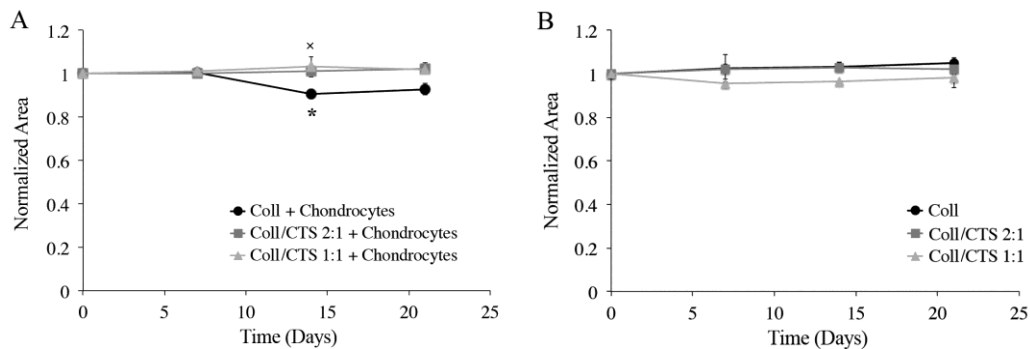 A
1.2
1
0.8
0.6
0.4
0.2
0
Normalized Area
×
*
Coll + Chondrocytes
Coll/CTS 2:1 + Chondrocytes
Coll/CTS 1:1 + Chondrocytes
0 5 10 15 20 25
Time (Days)
B
1.2
1
0.8
0.6
0.4
0.2
0
Normalized Area
Coll
Coll/CTS 2:1
Coll/CTS 1:1
0 5 10 15 20 25
Time (Days)